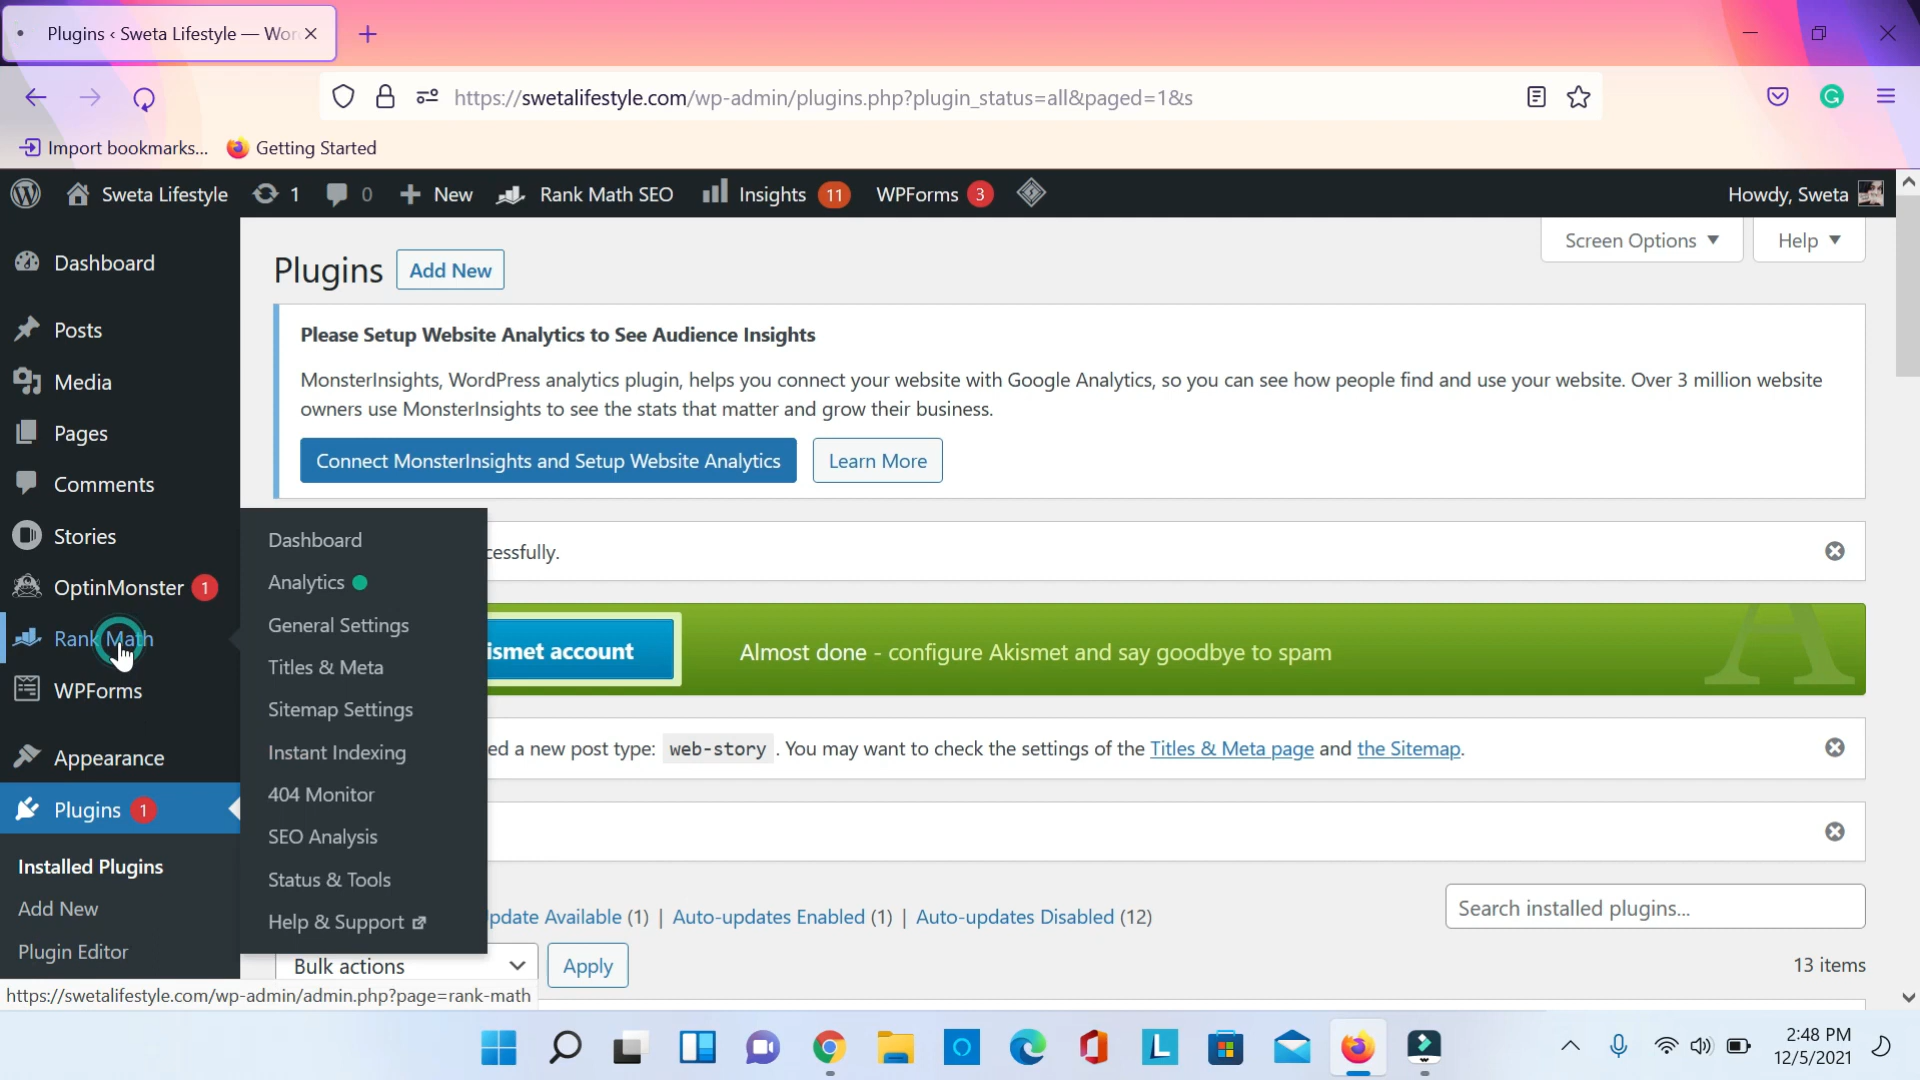 Plugins ‹ Sweta Lifestyle — Wor
https://swetalifestyle.com/wp-admin/plugins.php?plugin_status=all&paged=1&s
Import bookmarks...
Getting Started
Sweta Lifestyle
1
0
New
Rank Math SEO
Insights 11
WPForms 3
Howdy, Sweta
Screen Options
Help
Plugins
Add New
Please Setup Website Analytics to See Audience Insights
MonsterInsights, WordPress analytics plugin, helps you connect your website with Google Analytics, so you can see how people find and use your website. Over 3 million website
owners use MonsterInsights to see the stats that matter and grow their business.
Connect MonsterInsights and Setup Website Analytics
Learn More
Dashboard
Posts
Media
Pages
Comments
Stories
OptinMonster 1
Rank Math
WPForms
Appearance
Plugins 1
Installed Plugins
Add New
Plugin Editor
Dashboard
Analytics
General Settings
Titles & Meta
Sitemap Settings
Instant Indexing
404 Monitor
SEO Analysis
Status & Tools
Help & Support
cessfully.
ismet account
Almost done - configure Akismet and say goodbye to spam
A
ed a new post type: web-story . You may want to check the settings of the Titles & Meta page and the Sitemap.
pdate Available (1) | Auto-updates Enabled (1) | Auto-updates Disabled (12)
Search installed plugins...
Bulk actions
Apply
13 items
https://swetalifestyle.com/wp-admin/admin.php?page=rank-math
2:48 PM
12/5/2021